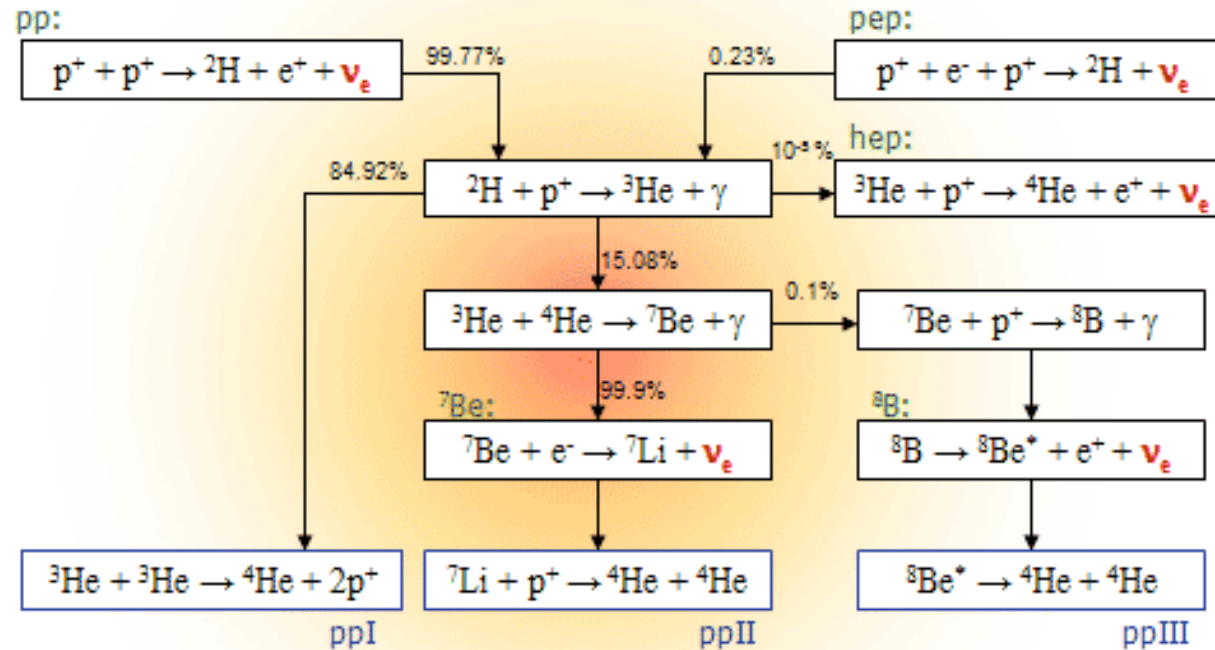 pp:
pep:
p⁺ + p⁺ → ²H + e⁺ + νₑ
99.77%
0.23%
p⁺ + e⁻ + p⁺ → ²H + νₑ
hep:
84.92%
²H + p⁺ → ³He + γ
10⁻⁵ %
³He + p⁺ → ⁴He + e⁺ + νₑ
15.08%
³He + ⁴He → ⁷Be + γ
0.1%
⁷Be + p⁺ → ⁸B + γ
99.9%
⁷Be:
⁸B:
⁷Be + e⁻ → ⁷Li + νₑ
⁸B → ⁸Be* + e⁺ + νₑ
³He + ³He → ⁴He + 2p⁺
⁷Li + p⁺ → ⁴He + ⁴He
⁸Be* → ⁴He + ⁴He
ppI
ppII
ppIII